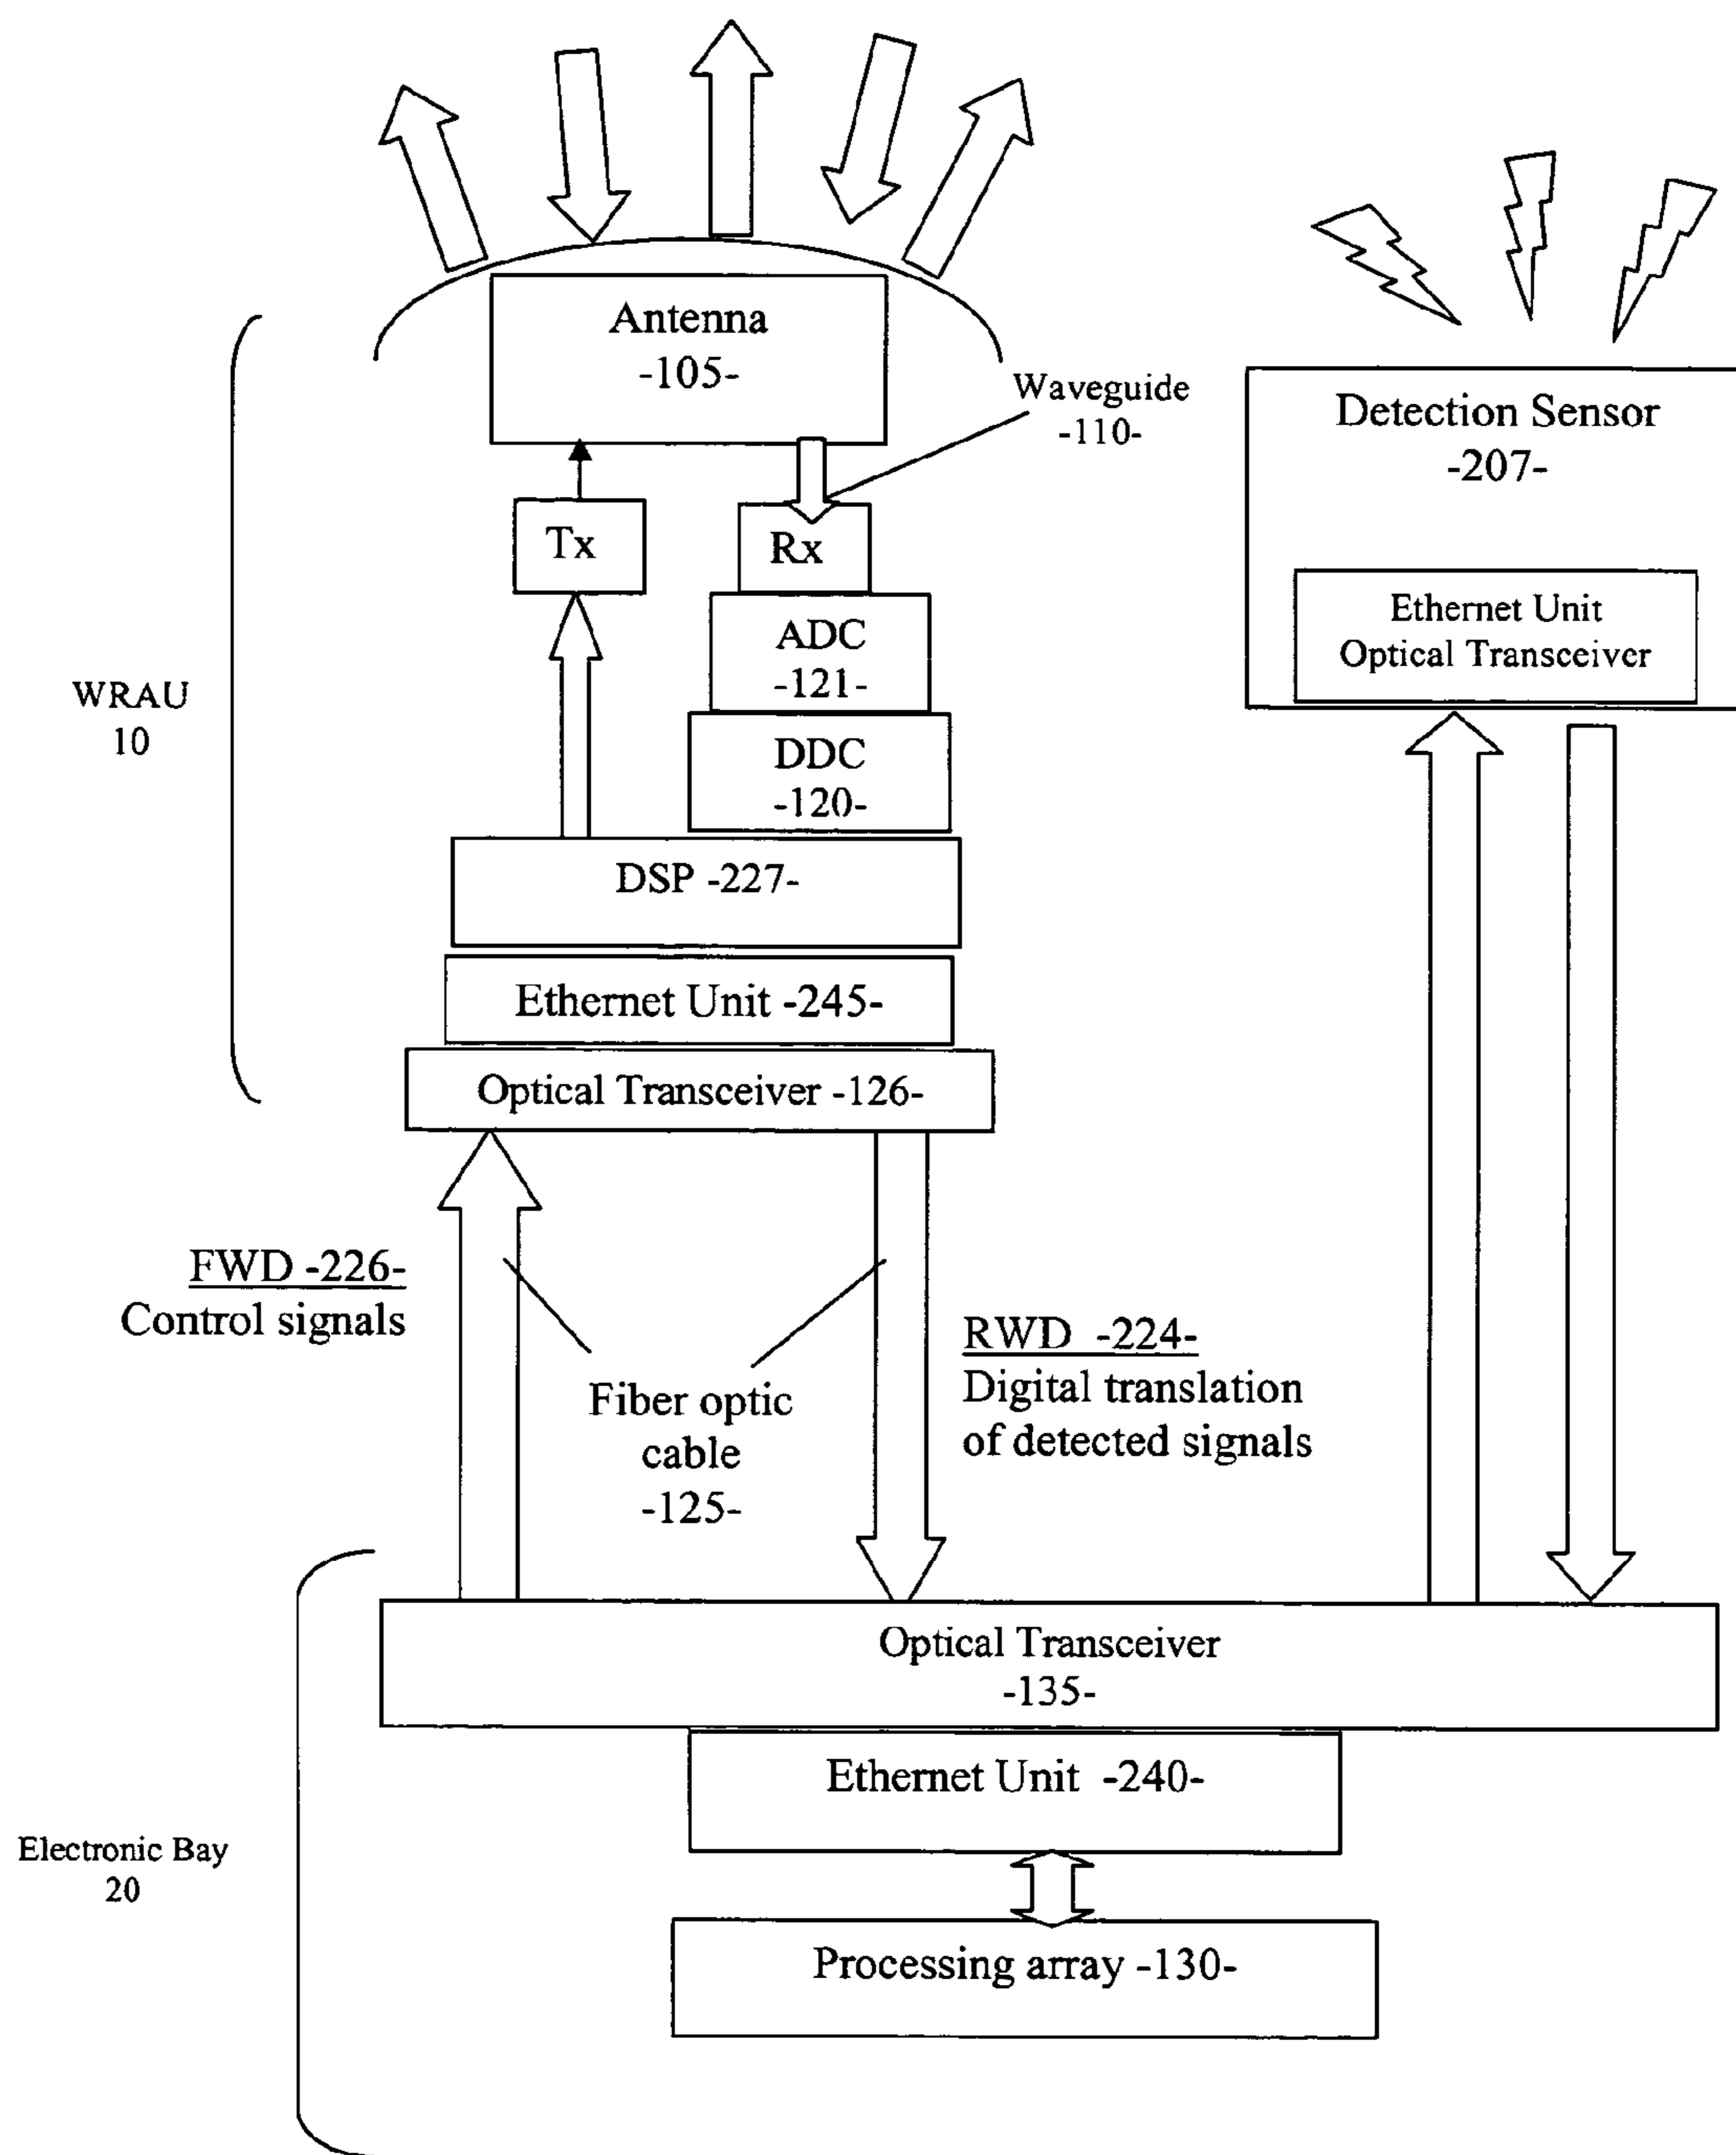 Antenna
-105-
Waveguide
-110-
Detection Sensor
-207-
Tx
Rx
Ethernet Unit
Optical Transceiver
ADC
-121-
WRAU
10
DDC
-120-
DSP -227-
Ethernet Unit -245-
Optical Transceiver -126-
FWD -226-
Control signals
RWD -224-
Digital translation
of detected signals
Fiber optic
cable
-125-
Optical Transceiver
-135-
Ethernet Unit -240-
Electronic Bay
20
Processing array -130-